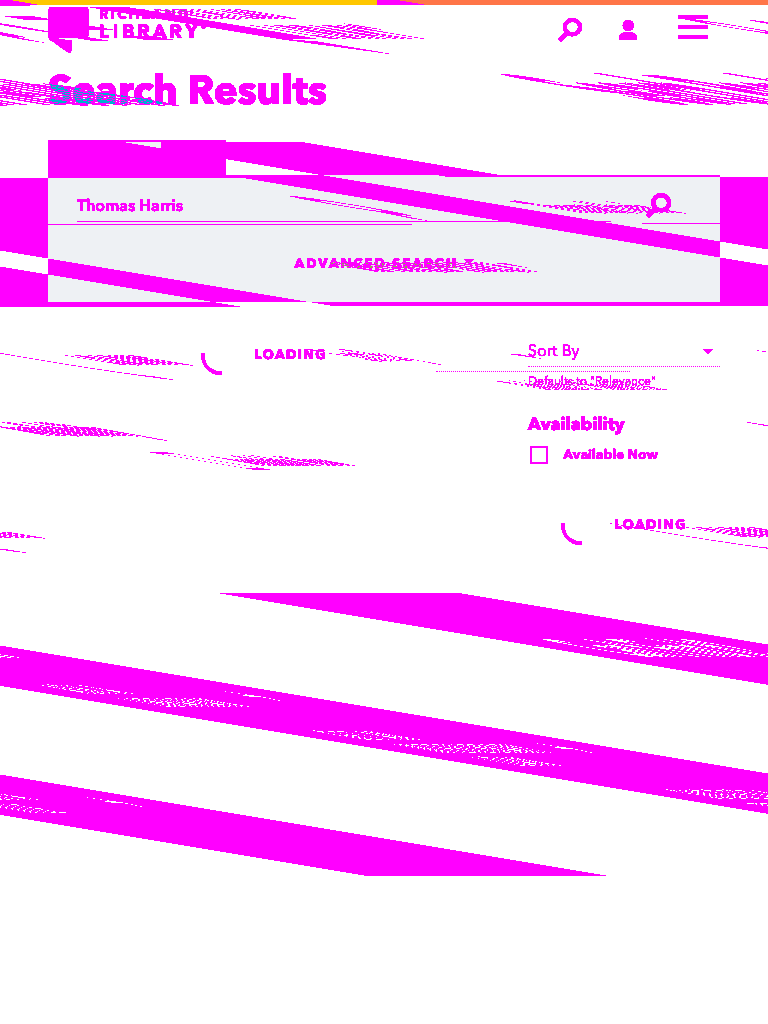 LIBRARY
Search Results
Thomas Harris
ADVANCED SEARCH
LOADING
Sort By
Defaults to "Relevance"
Availability
Available Now
LOADING